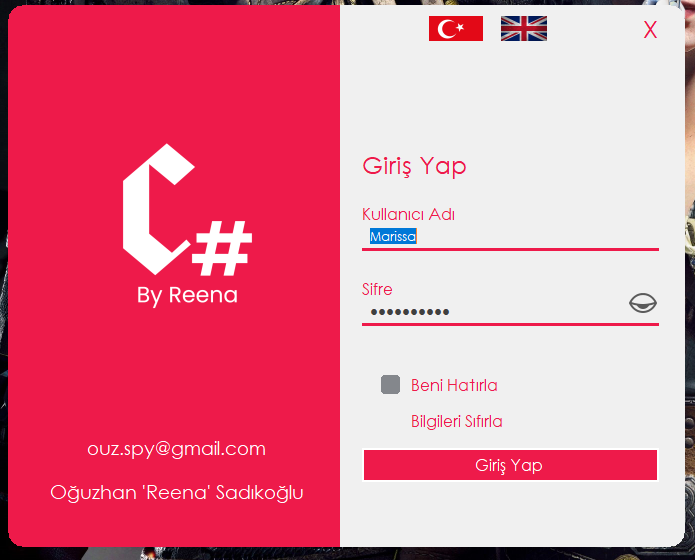 X
C#
By Reena
ouz.spy@gmail.com
Oğuzhan 'Reena' Sadıkoğlu
Giriş Yap
Kullanıcı Adı
Marissa
Sifre
••••••••••
Beni Hatırla
Bilgileri Sıfırla
Giriş Yap